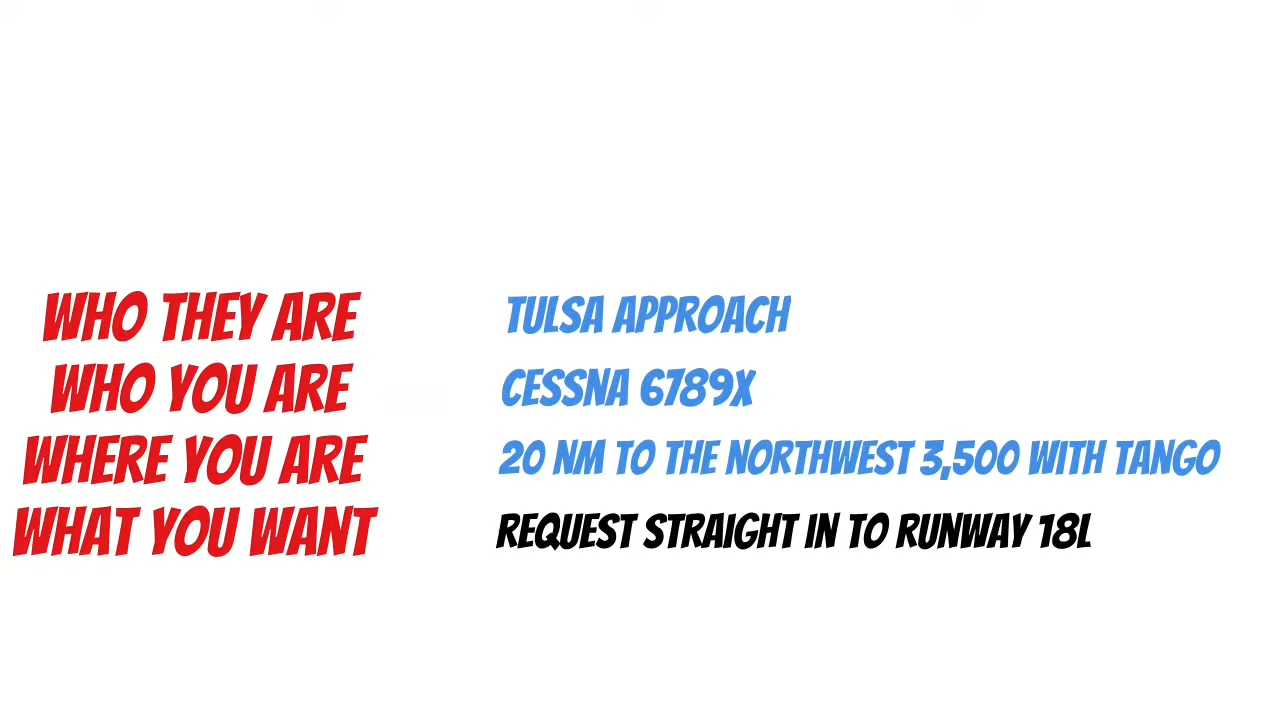 WHO THEY ARE
TULSA APPROACH
WHO YOU ARE
CESSNA 6789X
WHERE YOU ARE
20 NM TO THE NORTHWEST 3,500 WITH TANGO
WHAT YOU WANT
REQUEST STRAIGHT IN TO RUNWAY 18L